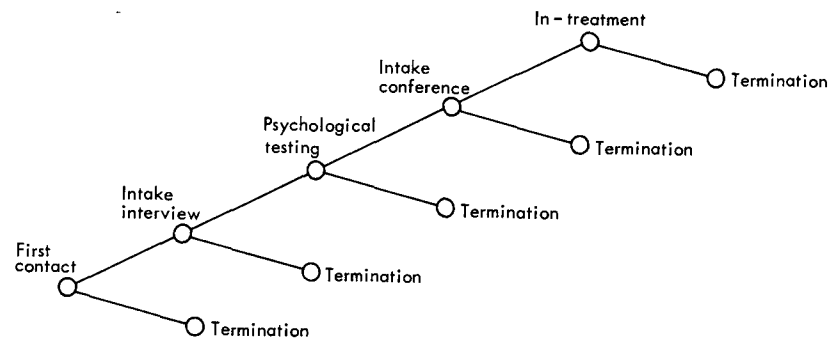 In-treatment
Termination
Intake
conference
Termination
Psychological
testing
Termination
Intake
interview
Termination
First
contact
Termination